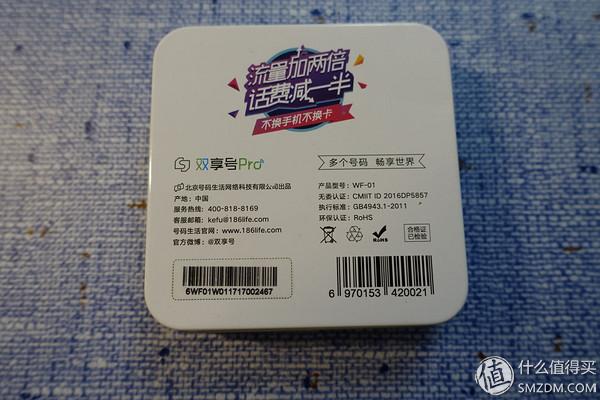 流量加两倍
话费减一半
不换手机不换卡
双享号Pro
多个号码 畅享世界
北京号码生活网络科技有限公司出品
产地:中国
服务热线:400-818-8169
客服邮箱:kefu@186life.com
号码生活官网:www.186life.com
官方微博:@双享号
产品型号:WF-01
无委认证:CMIIT ID 2016DP5857
执行标准:GB4943.1-2011
环保认证:RoHS
RoHS
合格证
已检验
6WF01W011717002467
6 970153 420021
值 什么值得买
SMZDM.COM